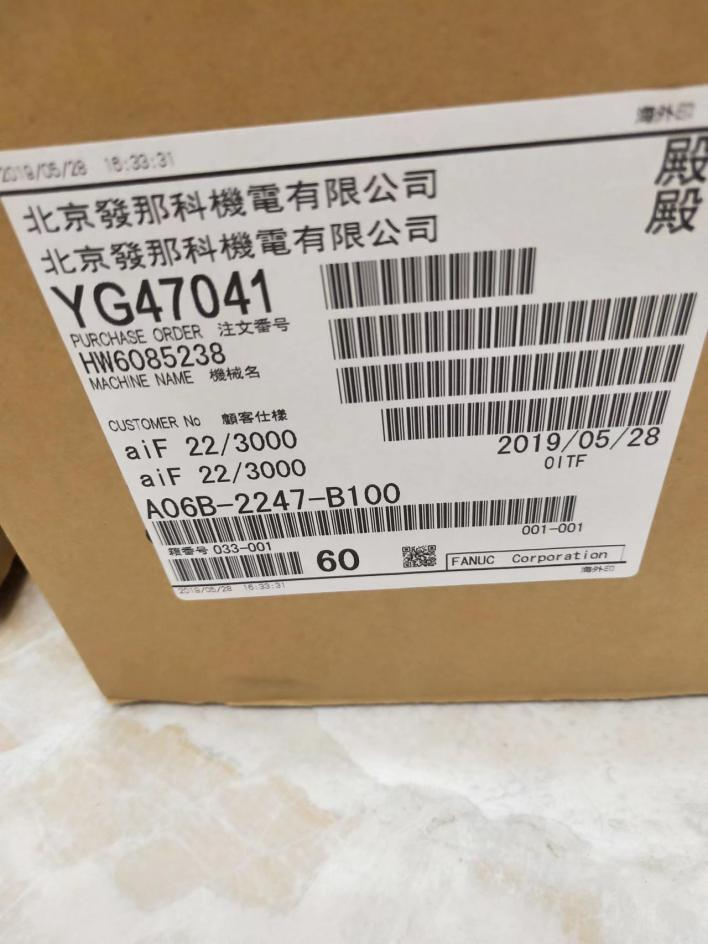 2019/05/28 16:33:31 海外印
北京發那科機電有限公司 殿
北京發那科機電有限公司 殿
YG47041
PURCHASE ORDER 注文番号
HW6085238
MACHINE NAME 機械名
CUSTOMER No 顧客仕様
aiF 22/3000 2019/05/28
aiF 22/3000 0ITF
A06B-2247-B100
001-001
箱番号 033-001
60
FANUC Corporation
2019/05/28 16:33:31 海外印